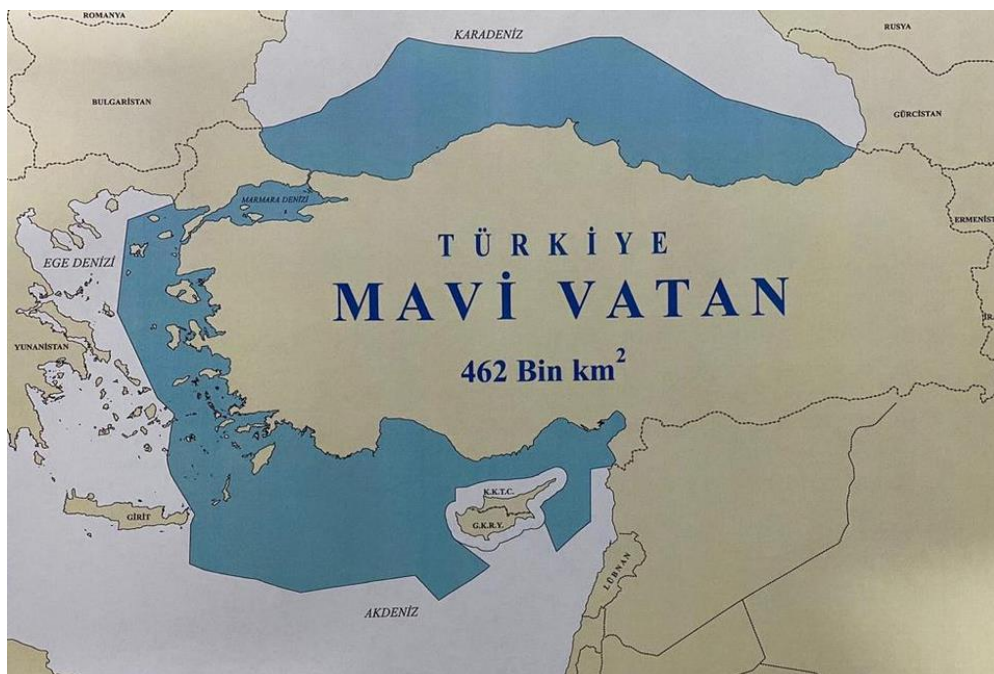 ROMANYA
KARADENİZ
RUSYA
BULGARİSTAN
GÜRCİSTAN
MARMARA DENİZİ
ERMENİST
EGE DENİZİ
TÜRKİYE
MAVİ VATAN
462 Bin km²
İR
YUNANİSTAN
K.K.T.C.
GİRİT
G.K.R.Y.
LÜBNAN
AKDENİZ